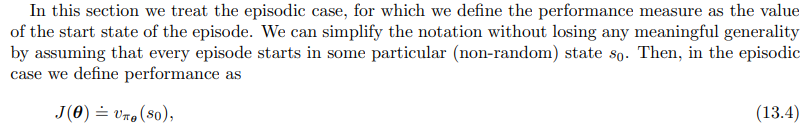 In this section we treat the episodic case, for which we define the performance measure as the value
of the start state of the episode. We can simplify the notation without losing any meaningful generality
by assuming that every episode starts in some particular (non-random) state s₀. Then, in the episodic
case we define performance as
J(θ) ≐ v_{π_θ}(s₀), (13.4)